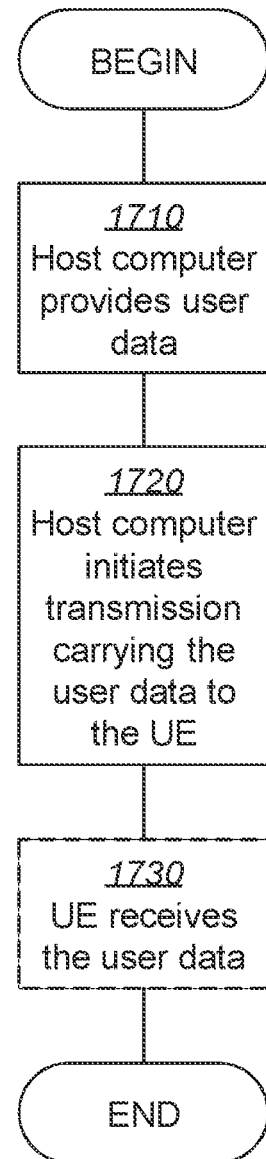 BEGIN
1710
Host computer
provides user
data
1720
Host computer
initiates
transmission
carrying the
user data to
the UE
1730
UE receives
the user data
END